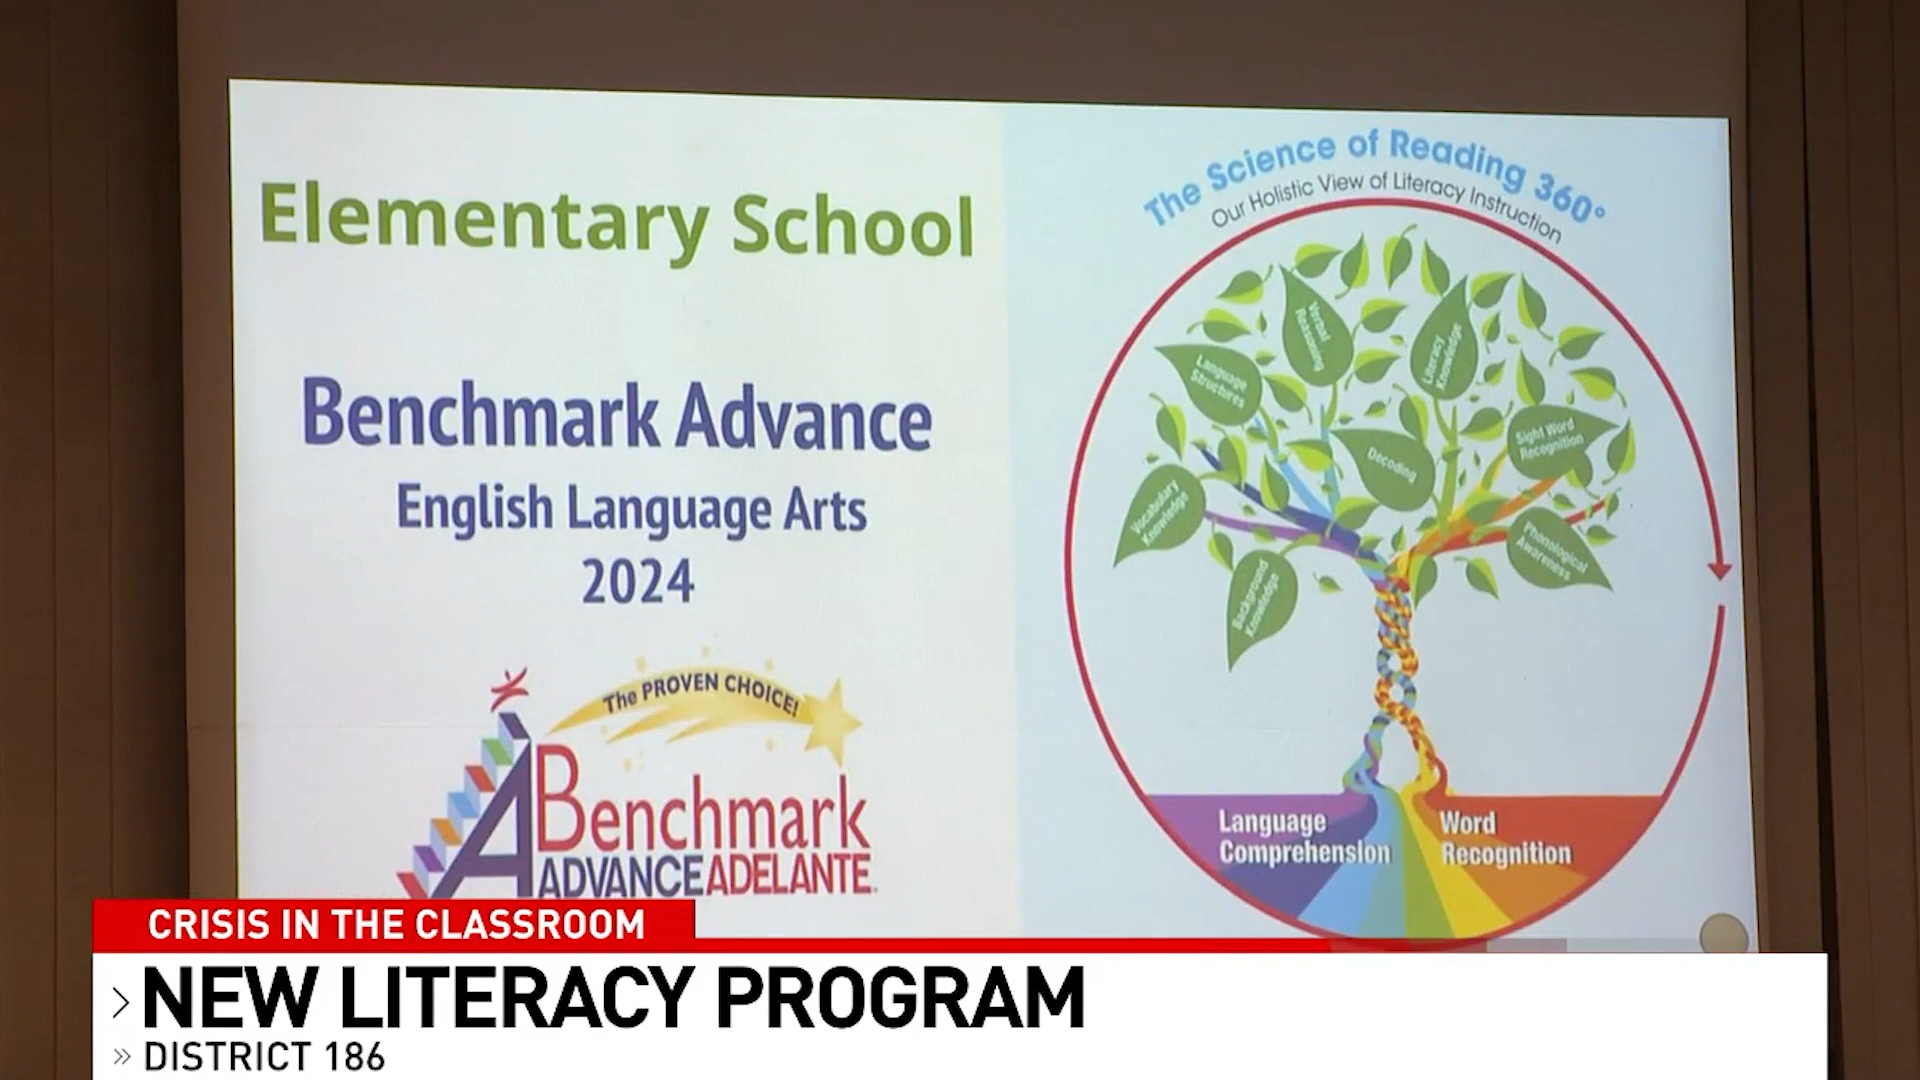 Elementary School
Benchmark Advance
English Language Arts
2024
The PROVEN CHOICE!
Benchmark
ADVANCE ADELANTE
The Science of Reading 360°
Our Holistic View of Literacy Instruction
Verbal
Reasoning
Literacy
Knowledge
Language
Structures
Sight Word
Recognition
Decoding
Vocabulary
Knowledge
Phonological
Awareness
Background
Knowledge
Language
Comprehension
Word
Recognition
CRISIS IN THE CLASSROOM
NEW LITERACY PROGRAM
DISTRICT 186